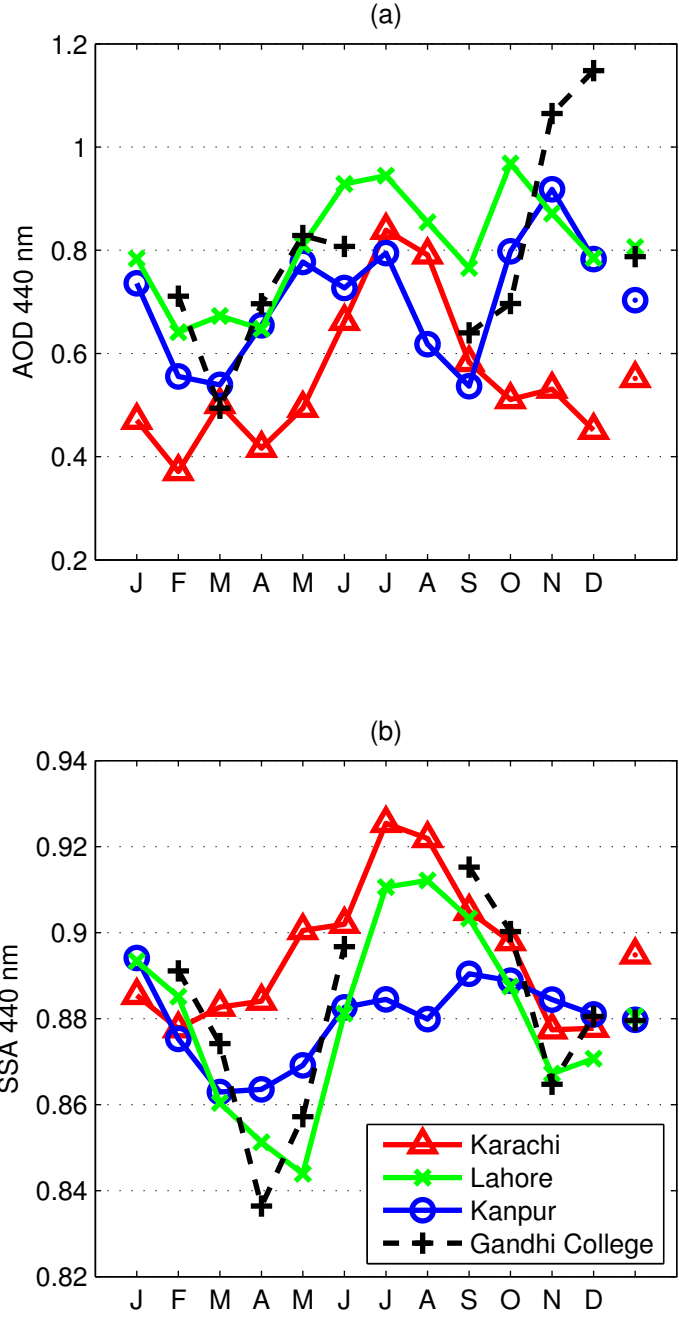 (a)
1.2
1
0.8
0.6
0.4
0.2
AOD 440 nm
J F M A M J J A S O N D
(b)
0.94
0.92
0.9
0.88
0.86
0.84
0.82
SSA 440 nm
Karachi
Lahore
Kanpur
Gandhi College
J F M A M J J A S O N D